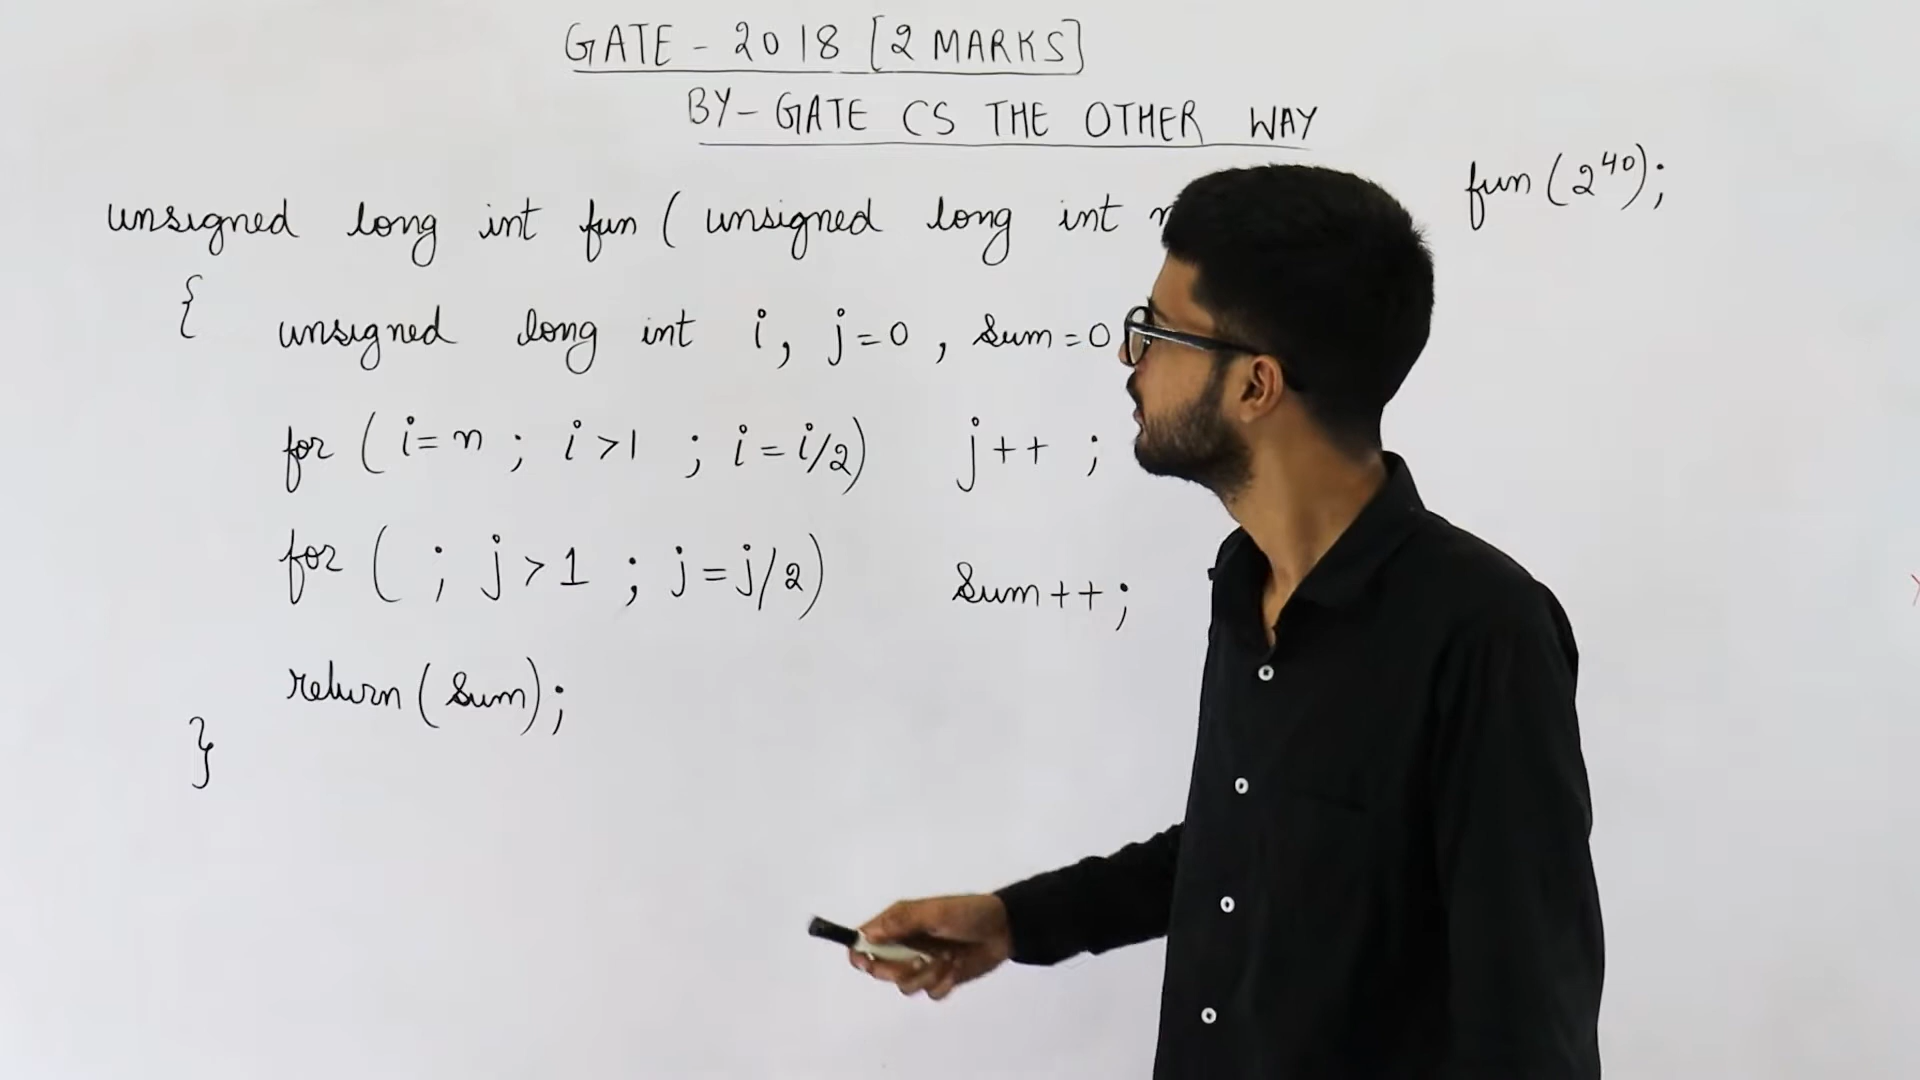 GATE - 2018 [2 MARKS]
BY - GATE CS THE OTHER WAY
fun (2^40);
unsigned long int fun ( unsigned long int n
{ unsigned long int i, j=0, sum=0
for ( i=n ; i>1 ; i=i/2) j++ ;
for ( ; j>1 ; j=j/2) sum++;
return (sum);
}